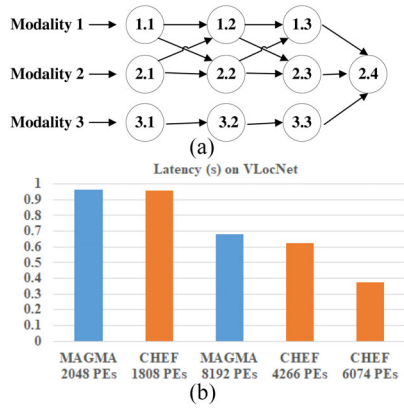 Modality 1 1.1 1.2 1.3
Modality 2 2.1 2.2 2.3 2.4
Modality 3 3.1 3.2 3.3
(a)
Latency (s) on VLocNet
1
0.9
0.8
0.7
0.6
0.5
0.4
0.3
0.2
0.1
0
MAGMA CHEF MAGMA CHEF CHEF
2048 PEs 1808 PEs 8192 PEs 4266 PEs 6074 PEs
(b)